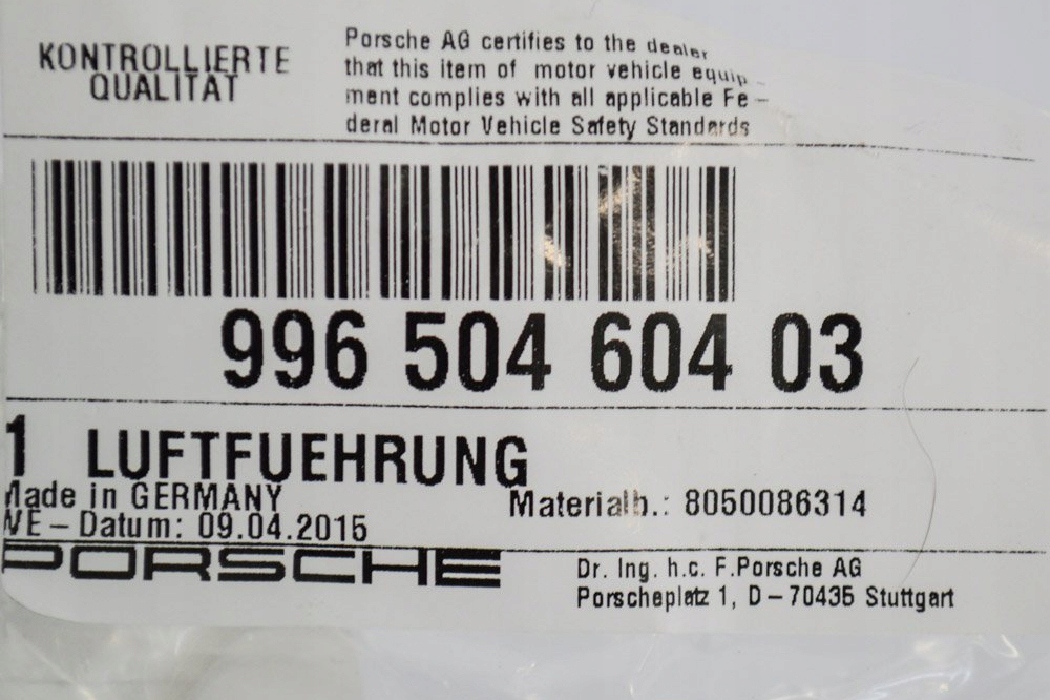 KONTROLLIERTE
QUALITÄT
Porsche AG certifies to the dealer
that this item of motor vehicle equip-
ment complies with all applicable Fe-
deral Motor Vehicle Safety Standards
996 504 604 03
1 LUFTFUEHRUNG
Made in GERMANY
WE-Datum: 09.04.2015
Materialb.: 8050086314
PORSCHE
Dr. Ing. h.c. F.Porsche AG
Porscheplatz 1, D-70435 Stuttgart